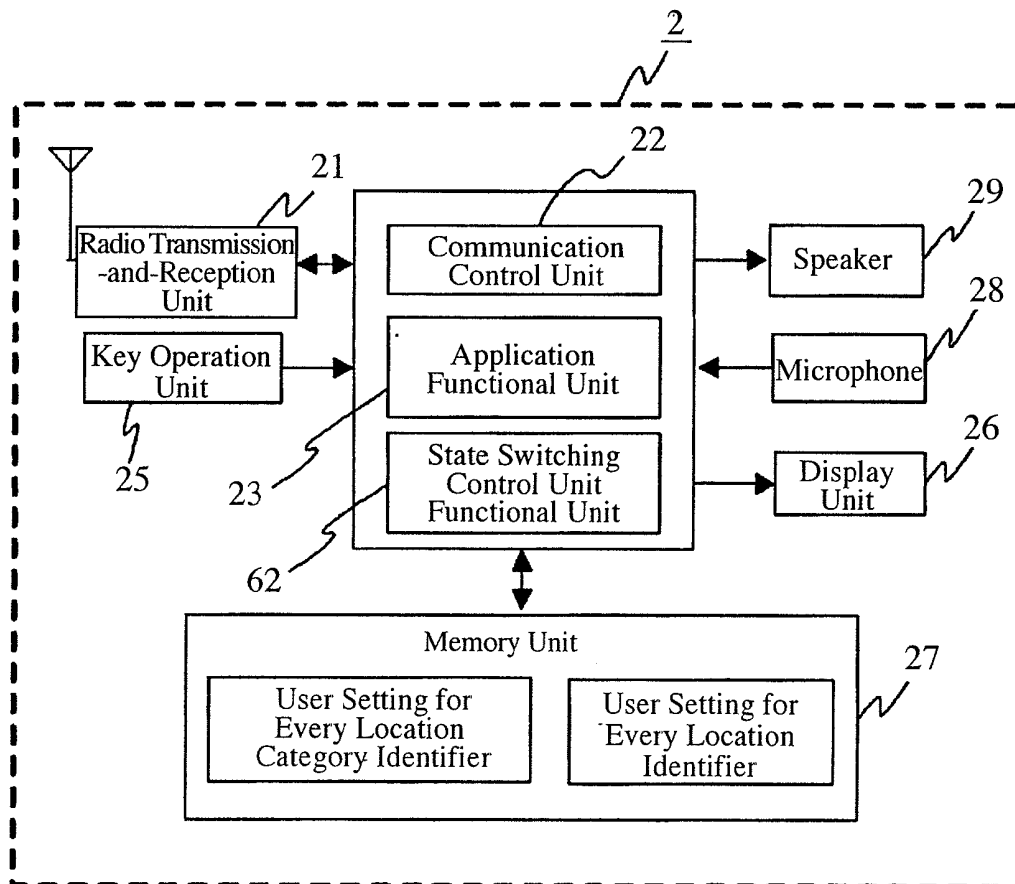 2
22
21
29
Radio Transmission
-and-Reception
Unit
Communication
Control Unit
Speaker
28
Key Operation
Unit
Application
Functional Unit
Microphone
25
23
26
State Switching
Control Unit
Functional Unit
Display
Unit
62
Memory Unit
27
User Setting for
Every Location
Category Identifier
User Setting for
Every Location
Identifier